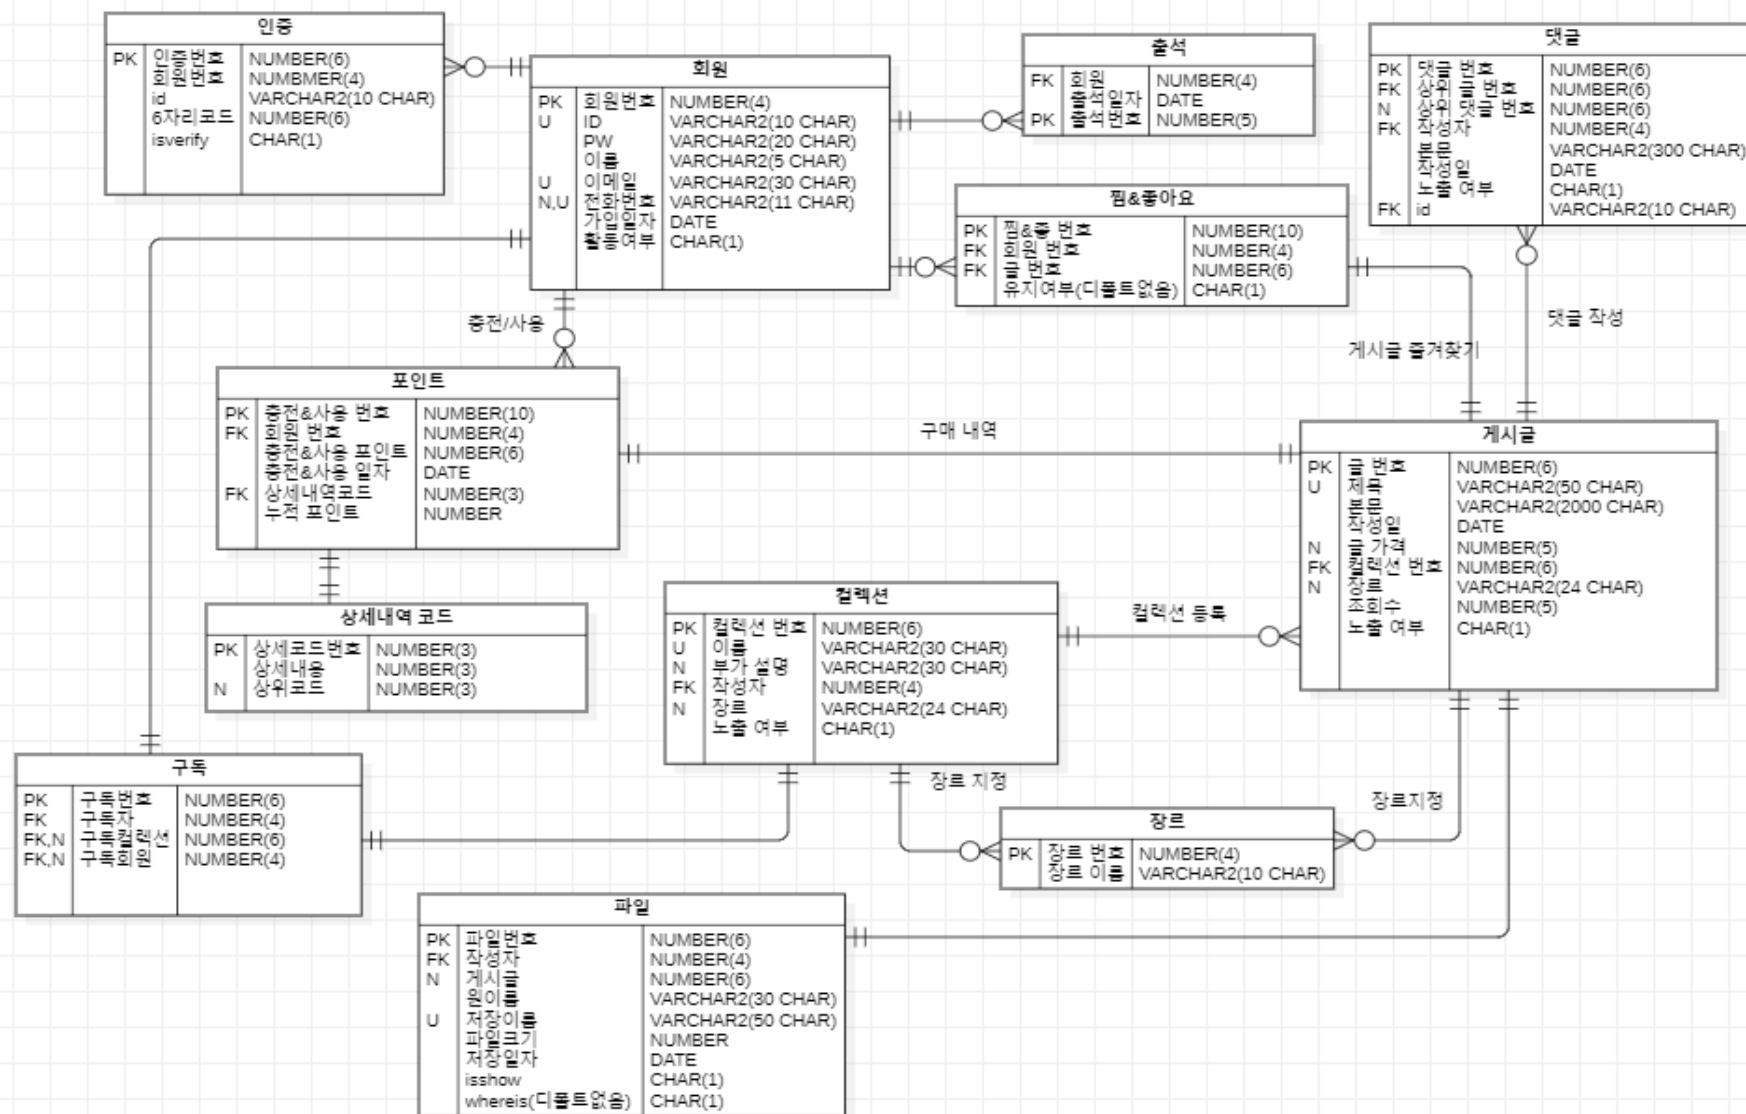 인증
PK 인증번호 NUMBER(6)
회원번호 NUMBMER(4)
id VARCHAR2(10 CHAR)
6자리코드 NUMBER(6)
isverify CHAR(1)
회원
PK 회원번호 NUMBER(4)
U ID VARCHAR2(10 CHAR)
PW VARCHAR2(20 CHAR)
이름 VARCHAR2(5 CHAR)
U 이메일 VARCHAR2(30 CHAR)
N,U 전화번호 VARCHAR2(11 CHAR)
가입일자 DATE
활동여부 CHAR(1)
출석
FK 회원 NUMBER(4)
출석일자 DATE
PK 출석번호 NUMBER(5)
댓글
PK 댓글 번호 NUMBER(6)
FK 상위 글 번호 NUMBER(6)
N 상위 댓글 번호 NUMBER(6)
FK 작성자 NUMBER(4)
본문 VARCHAR2(300 CHAR)
작성일 DATE
노출 여부 CHAR(1)
FK id VARCHAR2(10 CHAR)
찜&좋아요
PK 찜&좋 번호 NUMBER(10)
FK 회원 번호 NUMBER(4)
FK 글 번호 NUMBER(6)
유지여부(디폴트없음) CHAR(1)
충전/사용
댓글 작성
게시글 즐겨찾기
포인트
PK 충전&사용 번호 NUMBER(10)
FK 회원 번호 NUMBER(4)
충전&사용 포인트 NUMBER(6)
충전&사용 일자 DATE
FK 상세내역코드 NUMBER(3)
누적 포인트 NUMBER
구매 내역
게시글
PK 글 번호 NUMBER(6)
U 제목 VARCHAR2(50 CHAR)
본문 VARCHAR2(2000 CHAR)
작성일 DATE
N 글 가격 NUMBER(5)
FK 컬렉션 번호 NUMBER(6)
N 장르 VARCHAR2(24 CHAR)
조회수 NUMBER(5)
노출 여부 CHAR(1)
상세내역 코드
PK 상세코드번호 NUMBER(3)
상세내용 NUMBER(3)
N 상위코드 NUMBER(3)
컬렉션
PK 컬렉션 번호 NUMBER(6)
U 이름 VARCHAR2(30 CHAR)
N 부가 설명 VARCHAR2(30 CHAR)
FK 작성자 NUMBER(4)
N 장르 VARCHAR2(24 CHAR)
노출 여부 CHAR(1)
컬렉션 등록
장르 지정
장르지정
구독
PK 구독번호 NUMBER(6)
FK 구독자 NUMBER(4)
FK,N 구독컬렉션 NUMBER(6)
FK,N 구독회원 NUMBER(4)
장르
PK 장르 번호 NUMBER(4)
장르 이름 VARCHAR2(10 CHAR)
파일
PK 파일번호 NUMBER(6)
FK 작성자 NUMBER(4)
N 게시글 NUMBER(6)
원이름 VARCHAR2(30 CHAR)
U 저장이름 VARCHAR2(50 CHAR)
파일크기 NUMBER
저장일자 DATE
isshow CHAR(1)
whereis(디폴트없음) CHAR(1)